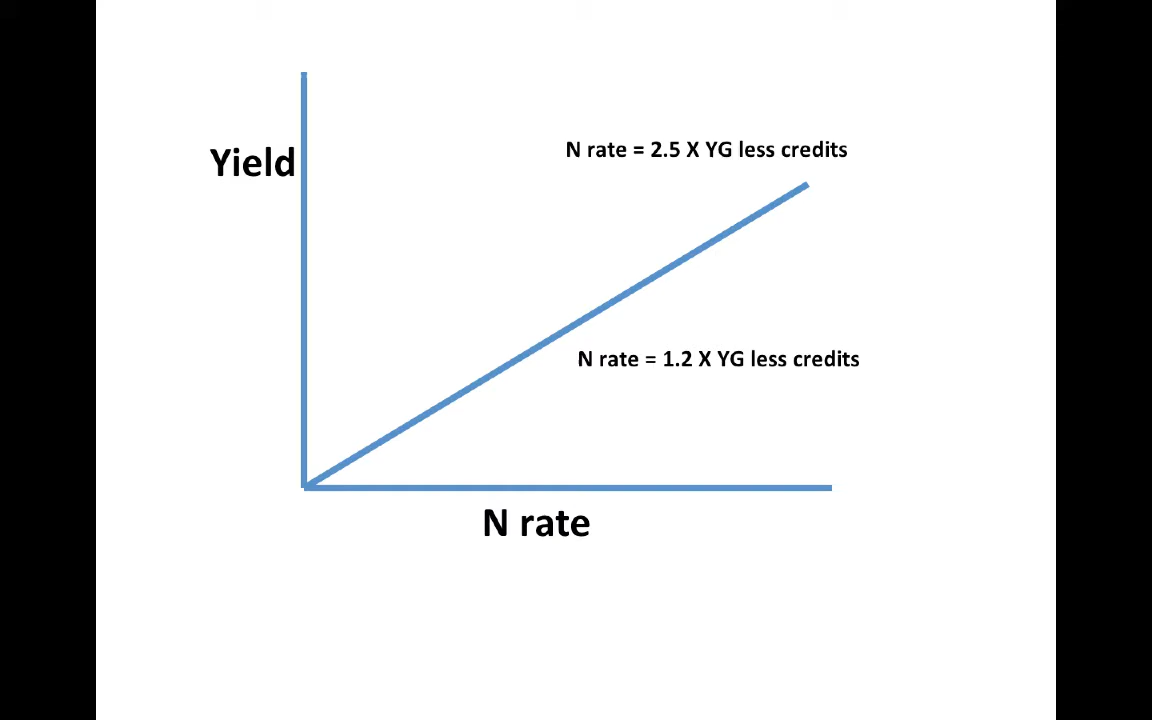 N rate = 2.5 X YG less credits
Yield
N rate = 1.2 X YG less credits
N rate